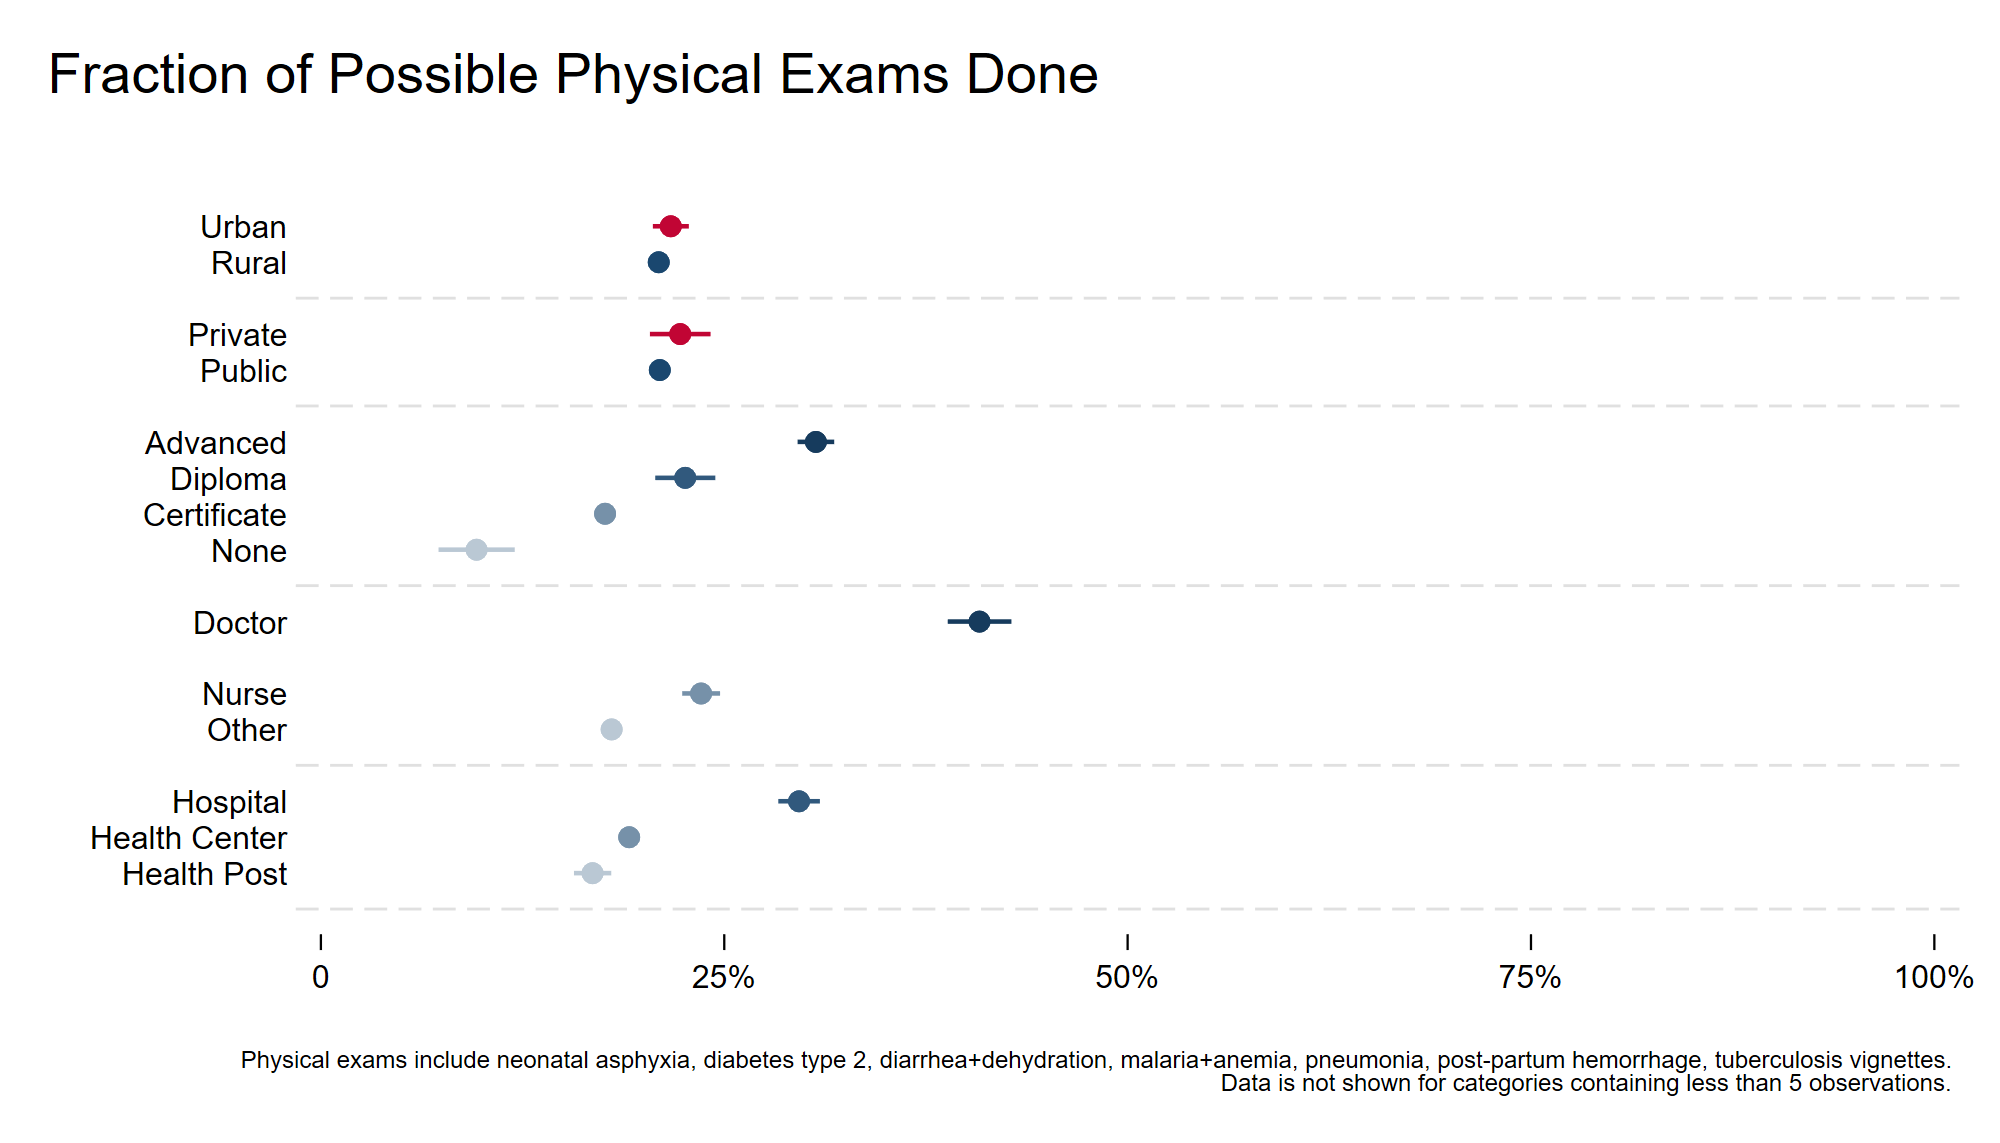 Fraction of Possible Physical Exams Done
Urban
Rural
Private
Public
Advanced
Diploma
Certificate
None
Doctor
Nurse
Other
Hospital
Health Center
Health Post
0 25% 50% 75% 100%
Physical exams include neonatal asphyxia, diabetes type 2, diarrhea+dehydration, malaria+anemia, pneumonia, post-partum hemorrhage, tuberculosis vignettes.
Data is not shown for categories containing less than 5 observations.